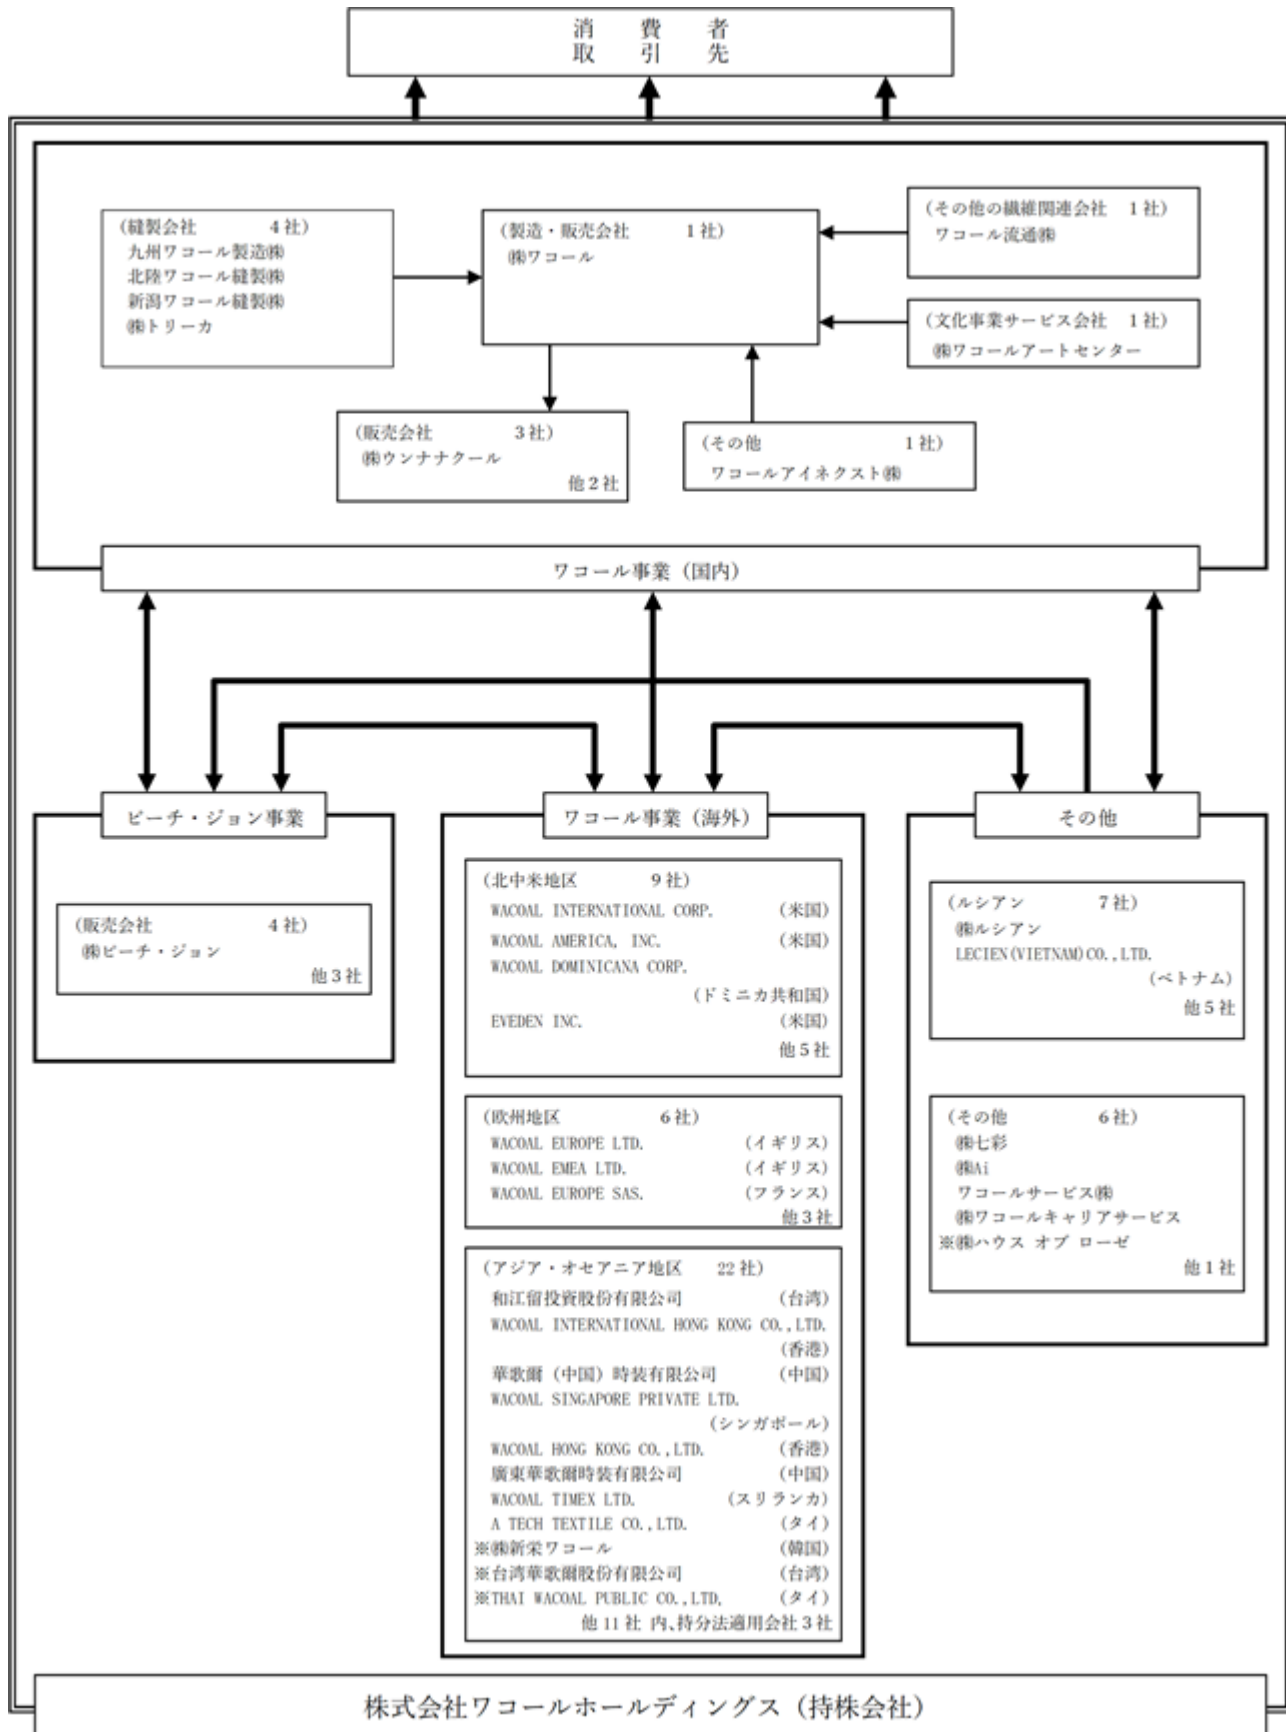 消費者
取引先
(縫製会社 4社)
九州ワコール製造㈱
北陸ワコール縫製㈱
新潟ワコール縫製㈱
㈱トリーカ
(製造・販売会社 1社)
㈱ワコール
(その他の繊維関連会社 1社)
ワコール流通㈱
(文化事業サービス会社 1社)
㈱ワコールアートセンター
(販売会社 3社)
㈱ウンナナクール
他2社
(その他 1社)
ワコールアイネクスト㈱
ワコール事業(国内)
ピーチ・ジョン事業
(販売会社 4社)
㈱ピーチ・ジョン
他3社
ワコール事業(海外)
(北中米地区 9社)
WACOAL INTERNATIONAL CORP. (米国)
WACOAL AMERICA, INC. (米国)
WACOAL DOMINICANA CORP.
(ドミニカ共和国)
EVEDEN INC. (米国)
他5社
(欧州地区 6社)
WACOAL EUROPE LTD. (イギリス)
WACOAL EMEA LTD. (イギリス)
WACOAL EUROPE SAS. (フランス)
他3社
(アジア・オセアニア地区 22社)
和江留投資股份有限公司 (台湾)
WACOAL INTERNATIONAL HONG KONG CO.,LTD.
(香港)
華歌爾(中国)時装有限公司 (中国)
WACOAL SINGAPORE PRIVATE LTD.
(シンガポール)
WACOAL HONG KONG CO.,LTD. (香港)
廣東華歌爾時装有限公司 (中国)
WACOAL TIMEX LTD. (スリランカ)
A TECH TEXTILE CO.,LTD. (タイ)
※㈱新栄ワコール (韓国)
※台湾華歌爾股份有限公司 (台湾)
※THAI WACOAL PUBLIC CO.,LTD. (タイ)
他11社 内、持分法適用会社3社
その他
(ルシアン 7社)
㈱ルシアン
LECIEN(VIETNAM)CO.,LTD.
(ベトナム)
他5社
(その他 6社)
㈱七彩
㈱Ai
ワコールサービス㈱
㈱ワコールキャリアサービス
※㈱ハウス オブ ローゼ
他1社
株式会社ワコールホールディングス(持株会社)